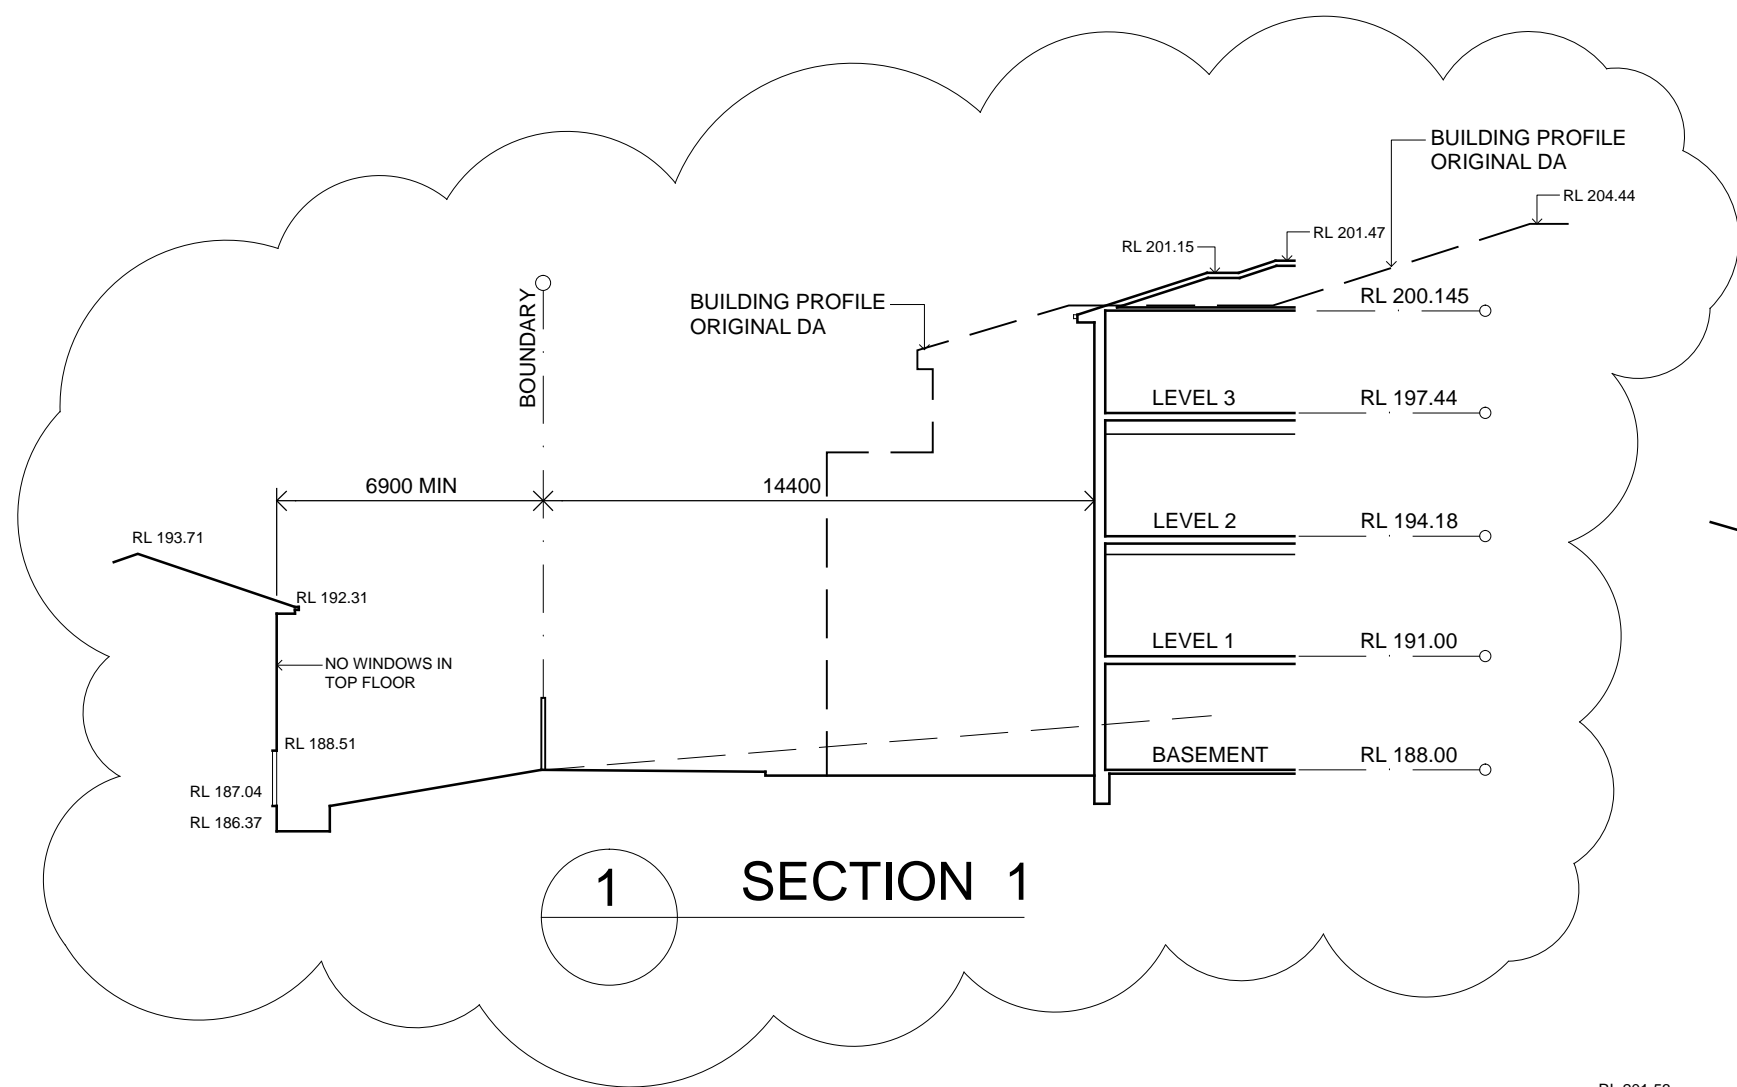 BUILDING PROFILE
ORIGINAL DA
RL 204.44
RL 201.47
RL 201.15
BUILDING PROFILE
ORIGINAL DA
RL 200.145
BOUNDARY
LEVEL 3
RL 197.44
6900 MIN
14400
LEVEL 2
RL 194.18
RL 193.71
RL 192.31
NO WINDOWS IN
TOP FLOOR
LEVEL 1
RL 191.00
RL 188.51
BASEMENT
RL 188.00
RL 187.04
RL 186.37
1
SECTION 1